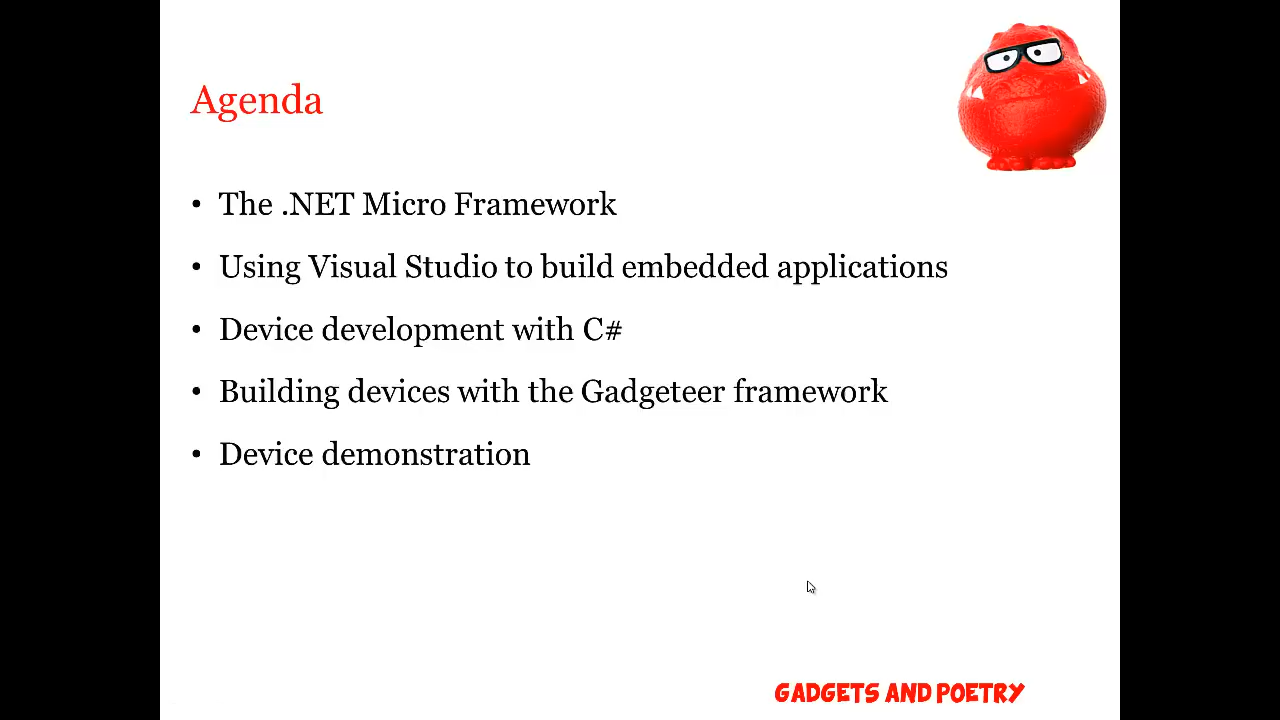 Agenda
• The .NET Micro Framework
• Using Visual Studio to build embedded applications
• Device development with C#
• Building devices with the Gadgeteer framework
• Device demonstration
GADGETS AND POETRY